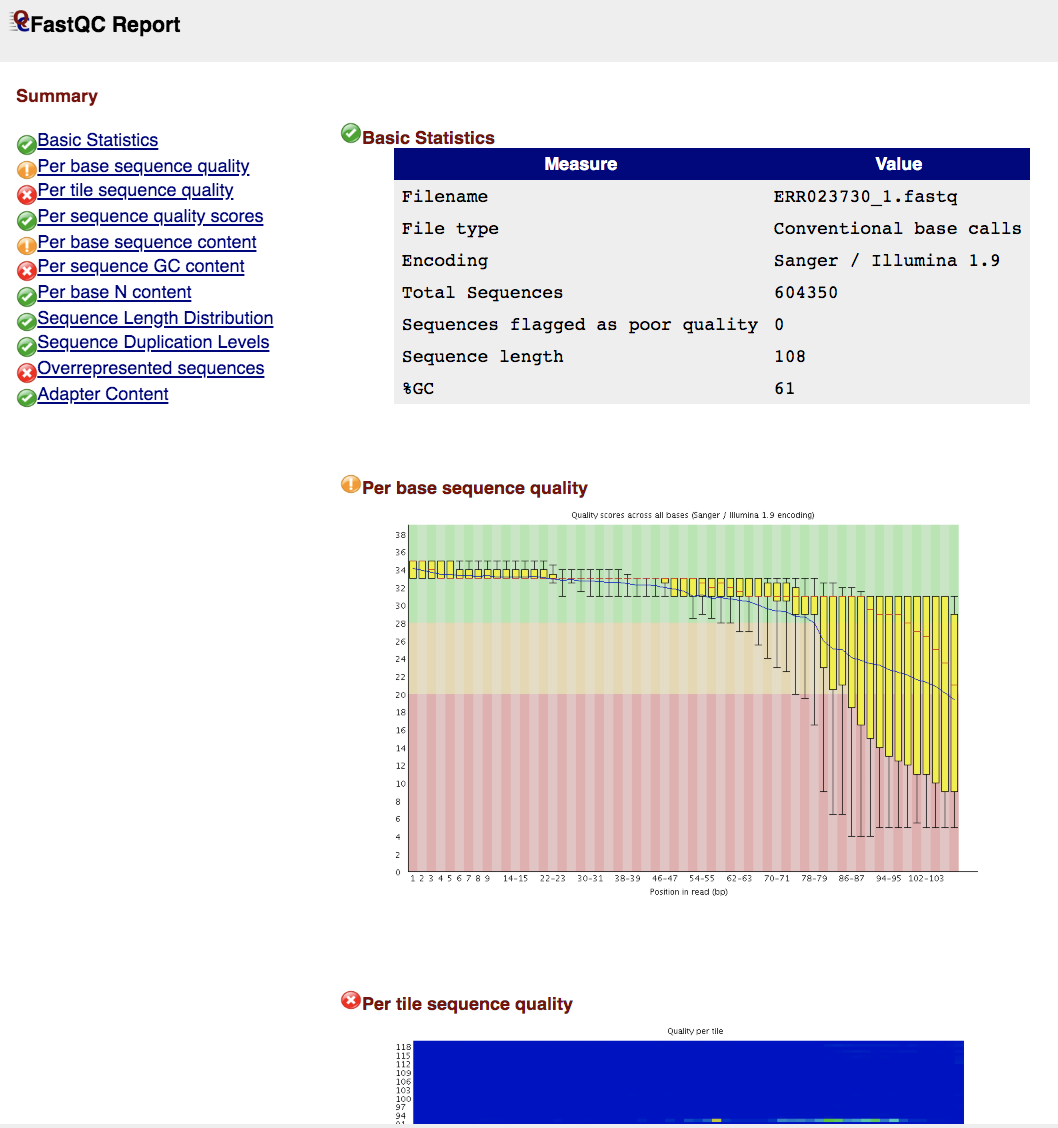 FastQC Report
Summary
Basic Statistics
Per base sequence quality
Per tile sequence quality
Per sequence quality scores
Per base sequence content
Per sequence GC content
Per base N content
Sequence Length Distribution
Sequence Duplication Levels
Overrepresented sequences
Adapter Content
Basic Statistics
Measure Value
Filename ERR023730_1.fastq
File type Conventional base calls
Encoding Sanger / Illumina 1.9
Total Sequences 604350
Sequences flagged as poor quality 0
Sequence length 108
%GC 61
Per base sequence quality
Quality scores across all bases (Sanger / Illumina 1.9 encoding)
38
36
34
32
30
28
26
24
22
20
18
16
14
12
10
8
6
4
2
0
1 2 3 4 5 6 7 8 9 14-15 22-23 30-31 38-39 46-47 54-55 62-63 70-71 78-79 86-87 94-95 102-103
Position in read (bp)
Per tile sequence quality
Quality per tile
118
115
112
109
106
103
100
97
94